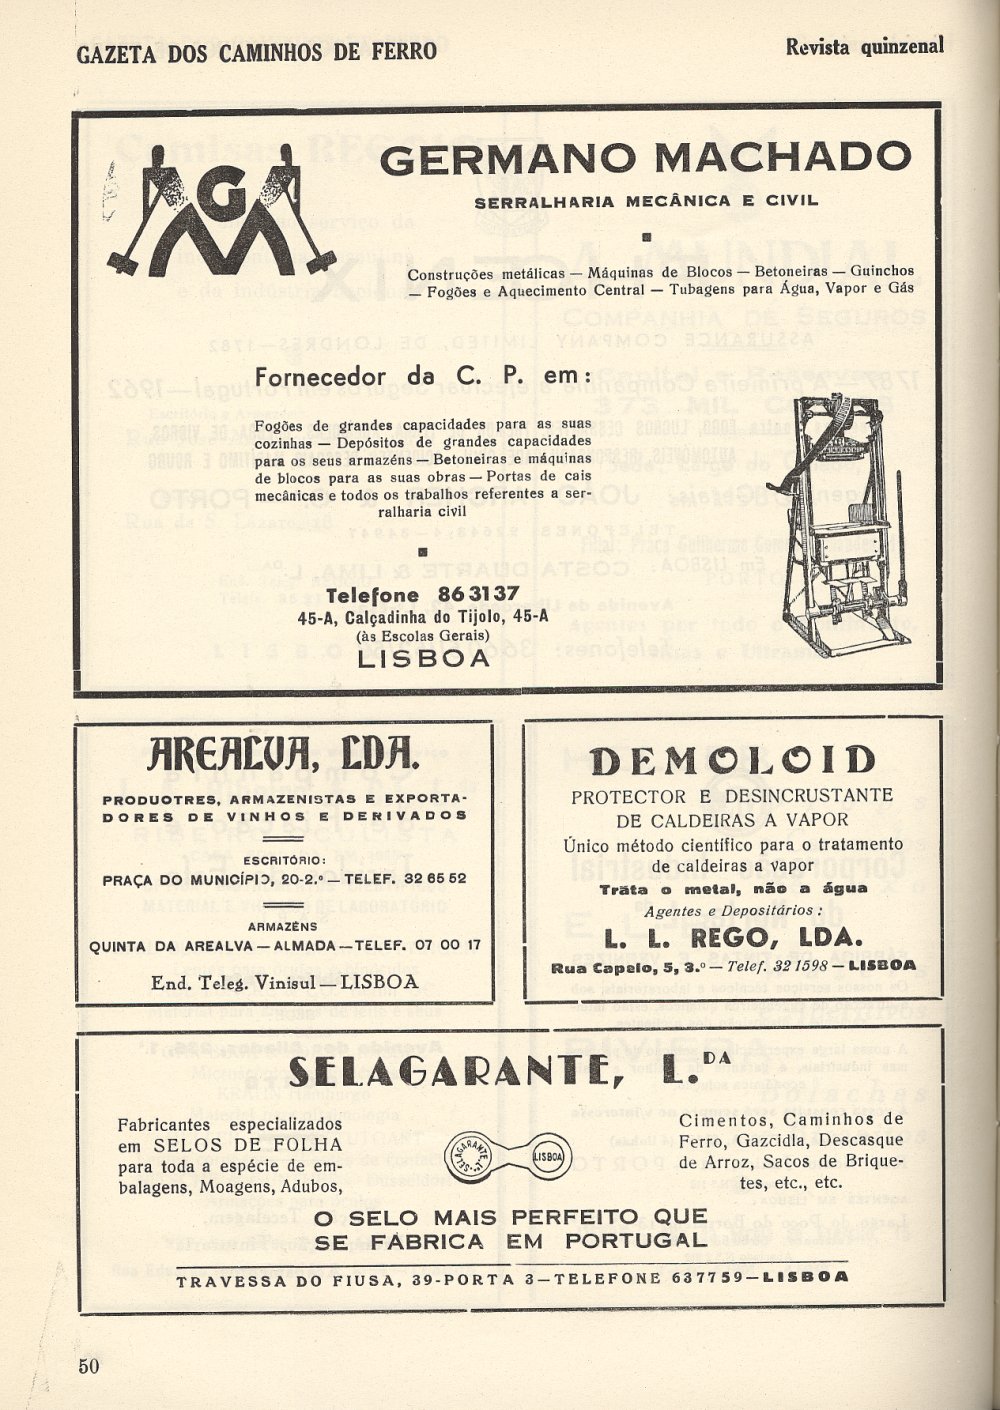 GAZETA DOS CAMINHOS DE FERRO
Revista quinzenal
GM
GERMANO MACHADO
SERRALHARIA MECÂNICA E CIVIL
Construções metálicas — Máquinas de Blocos — Betoneiras — Guinchos
— Fogões e Aquecimento Central — Tubagens para Água, Vapor e Gás
Fornecedor da C. P. em:
Fogões de grandes capacidades para as suas
cozinhas — Depósitos de grandes capacidades
para os seus armazéns — Betoneiras e máquinas
de blocos para as suas obras — Portas de cais
mecânicas e todos os trabalhos referentes a ser-
ralharia civil
Telefone 863137
45-A, Calçadinha do Tijolo, 45-A
(às Escolas Gerais)
LISBOA
AREALVA, LDA.
PRODUOTRES, ARMAZENISTAS E EXPORTA-
DORES DE VINHOS E DERIVADOS
ESCRITÓRIO:
PRAÇA DO MUNICÍPIO, 20-2.º — TELEF. 32 65 52
ARMAZÉNS
QUINTA DA AREALVA — ALMADA — TELEF. 07 00 17
End. Teleg. Vinisul — LISBOA
DEMOLOID
PROTECTOR E DESINCRUSTANTE
DE CALDEIRAS A VAPOR
Único método científico para o tratamento
de caldeiras a vapor
Trata o metal, não a água
Agentes e Depositários :
L. L. REGO, LDA.
Rua Capelo, 5, 3.º — Telef. 321598 — LISBOA
SELAGARANTE, L.DA
Fabricantes especializados
em SELOS DE FOLHA
para toda a espécie de em-
balagens, Moagens, Adubos,
SELAGARANTE, Lda.
LISBOA
Cimentos, Caminhos de
Ferro, Gazcidla, Descasque
de Arroz, Sacos de Brique-
tes, etc., etc.
O SELO MAIS PERFEITO QUE
SE FABRICA EM PORTUGAL
TRAVESSA DO FIUSA, 39-PORTA 3—TELEFONE 637759—LISBOA
50